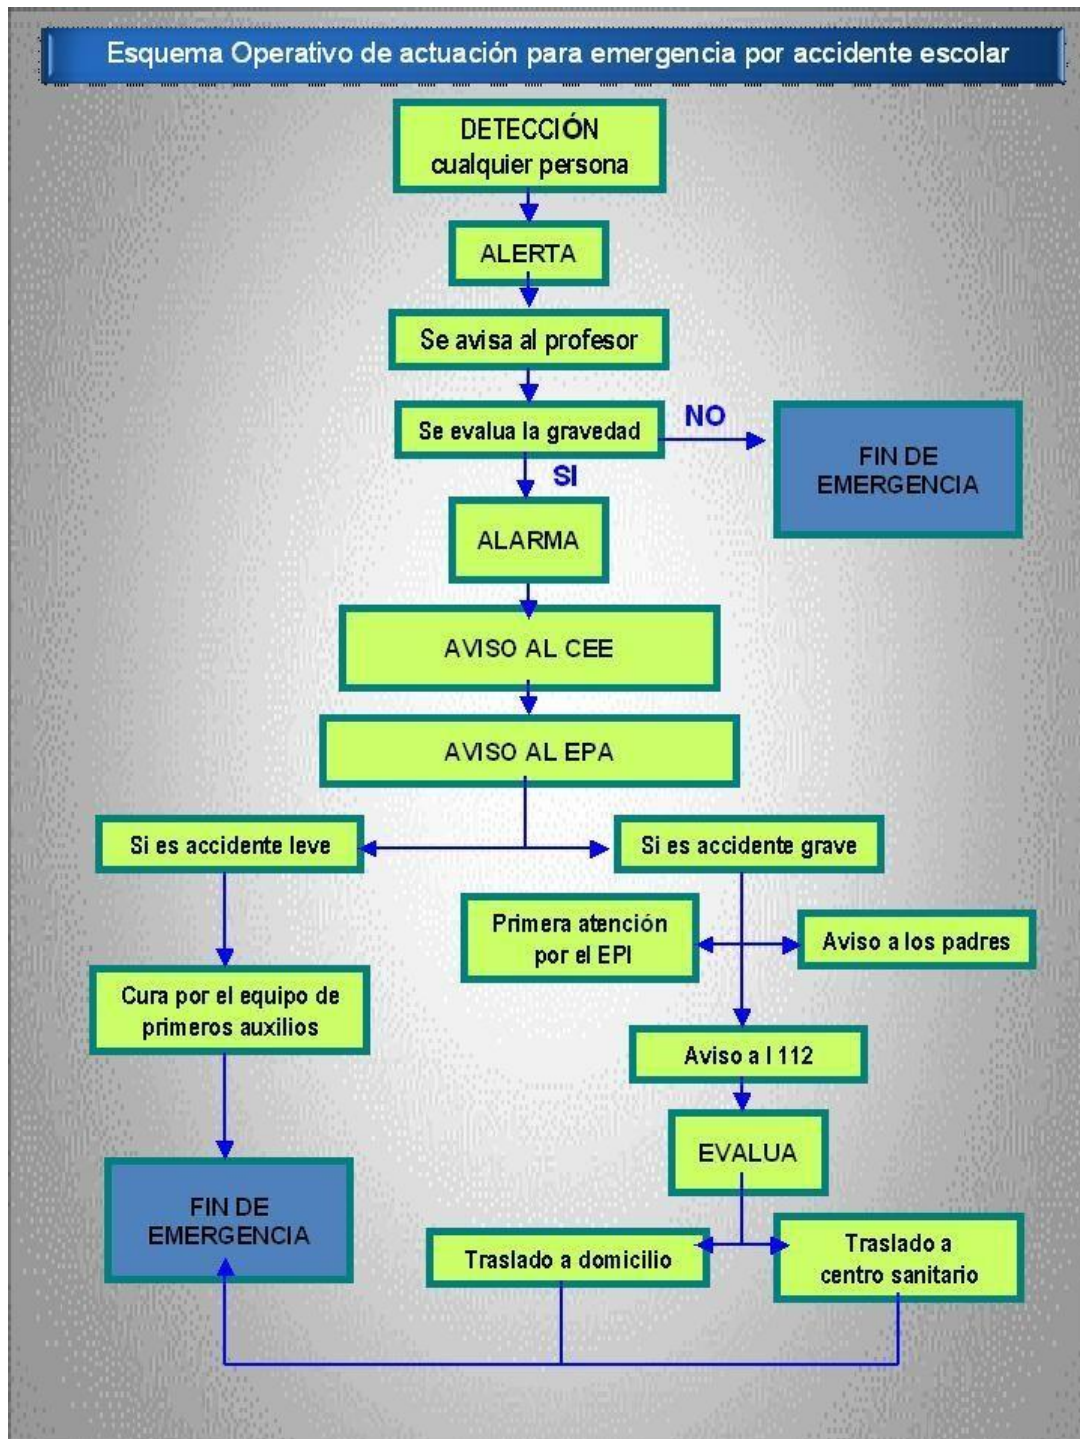 Esquema Operativo de actuación para emergencia por accidente escolar
DETECCIÓN
cualquier persona
ALERTA
Se avisa al profesor
Se evalua la gravedad
NO
FIN DE
EMERGENCIA
SI
ALARMA
AVISO AL CEE
AVISO AL EPA
Si es accidente leve
Si es accidente grave
Primera atención
por el EPI
Aviso a los padres
Cura por el equipo de
primeros auxilios
Aviso a l 112
EVALUA
FIN DE
EMERGENCIA
Traslado a domicilio
Traslado a
centro sanitario